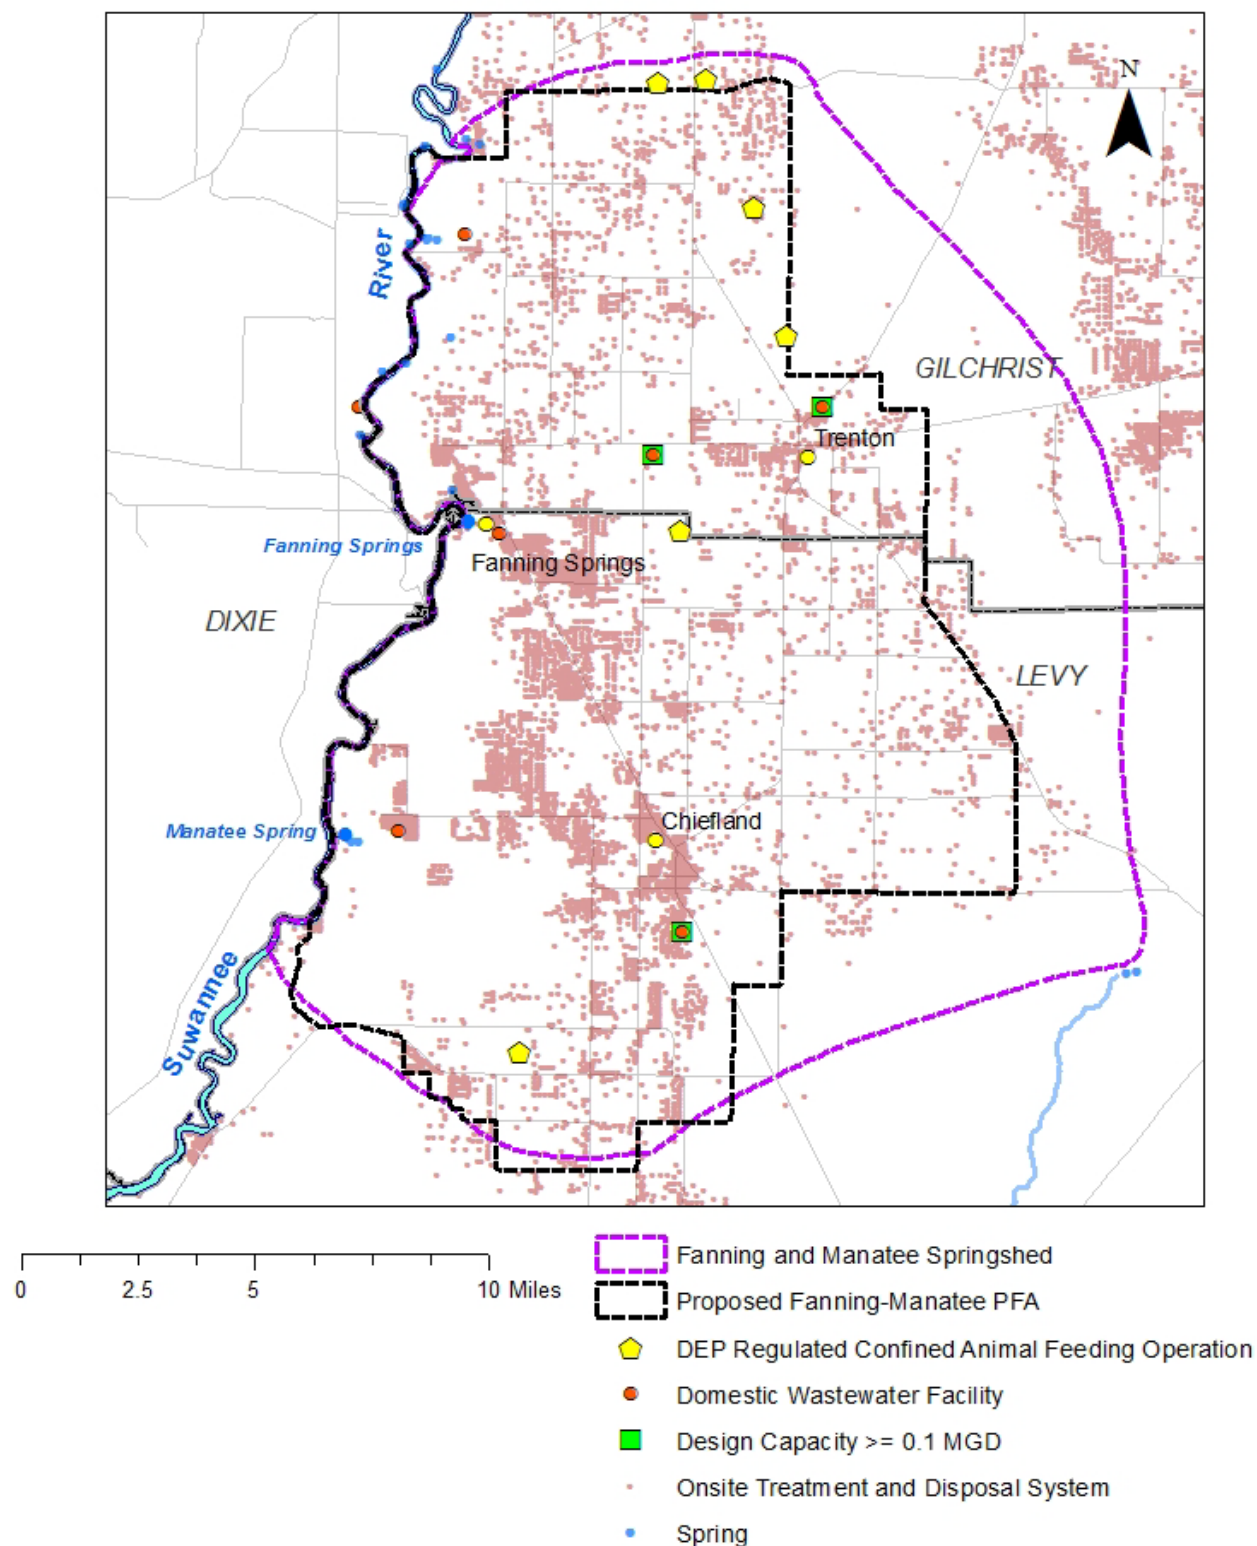 N
River
GILCHRIST
Trenton
Fanning Springs
Fanning Springs
DIXIE
LEVY
Chiefland
Manatee Spring
Suwannee
0 2.5 5 10 Miles
Fanning and Manatee Springshed
Proposed Fanning-Manatee PFA
DEP Regulated Confined Animal Feeding Operation
Domestic Wastewater Facility
Design Capacity >= 0.1 MGD
Onsite Treatment and Disposal System
Spring